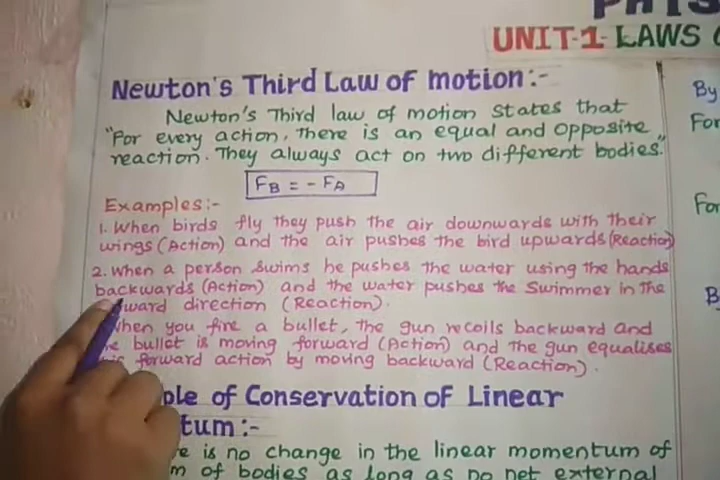 UNIT-1- LAWS
Newton's Third Law of motion:-
Newton's Third law of motion states that
"For every action, There is an equal and opposite
reaction. They always act on two different bodies."
FB = - FA
Examples:-
1. When birds fly they push the air downwards with their
wings (Action) and the air pushes the bird upwards (Reaction)
2. When a person swims he pushes the water using the hands
backwards (Action) and the water pushes the swimmer in the
ward direction (Reaction).
When you fire a bullet, the gun recoils backward and
bullet is moving forward (Action) and the gun equalises
forward action by moving backward (Reaction).
ple of Conservation of Linear
tum:-
e is no change in the linear momentum of
m of bodies as long as no net external
By
For
For
B